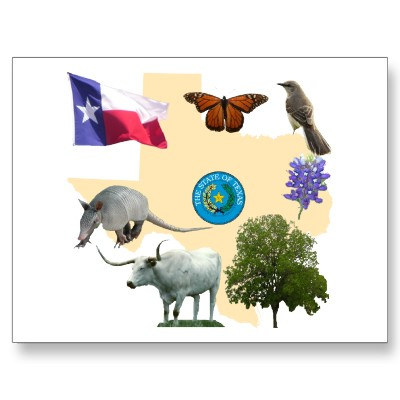 THE STATE OF TEXAS